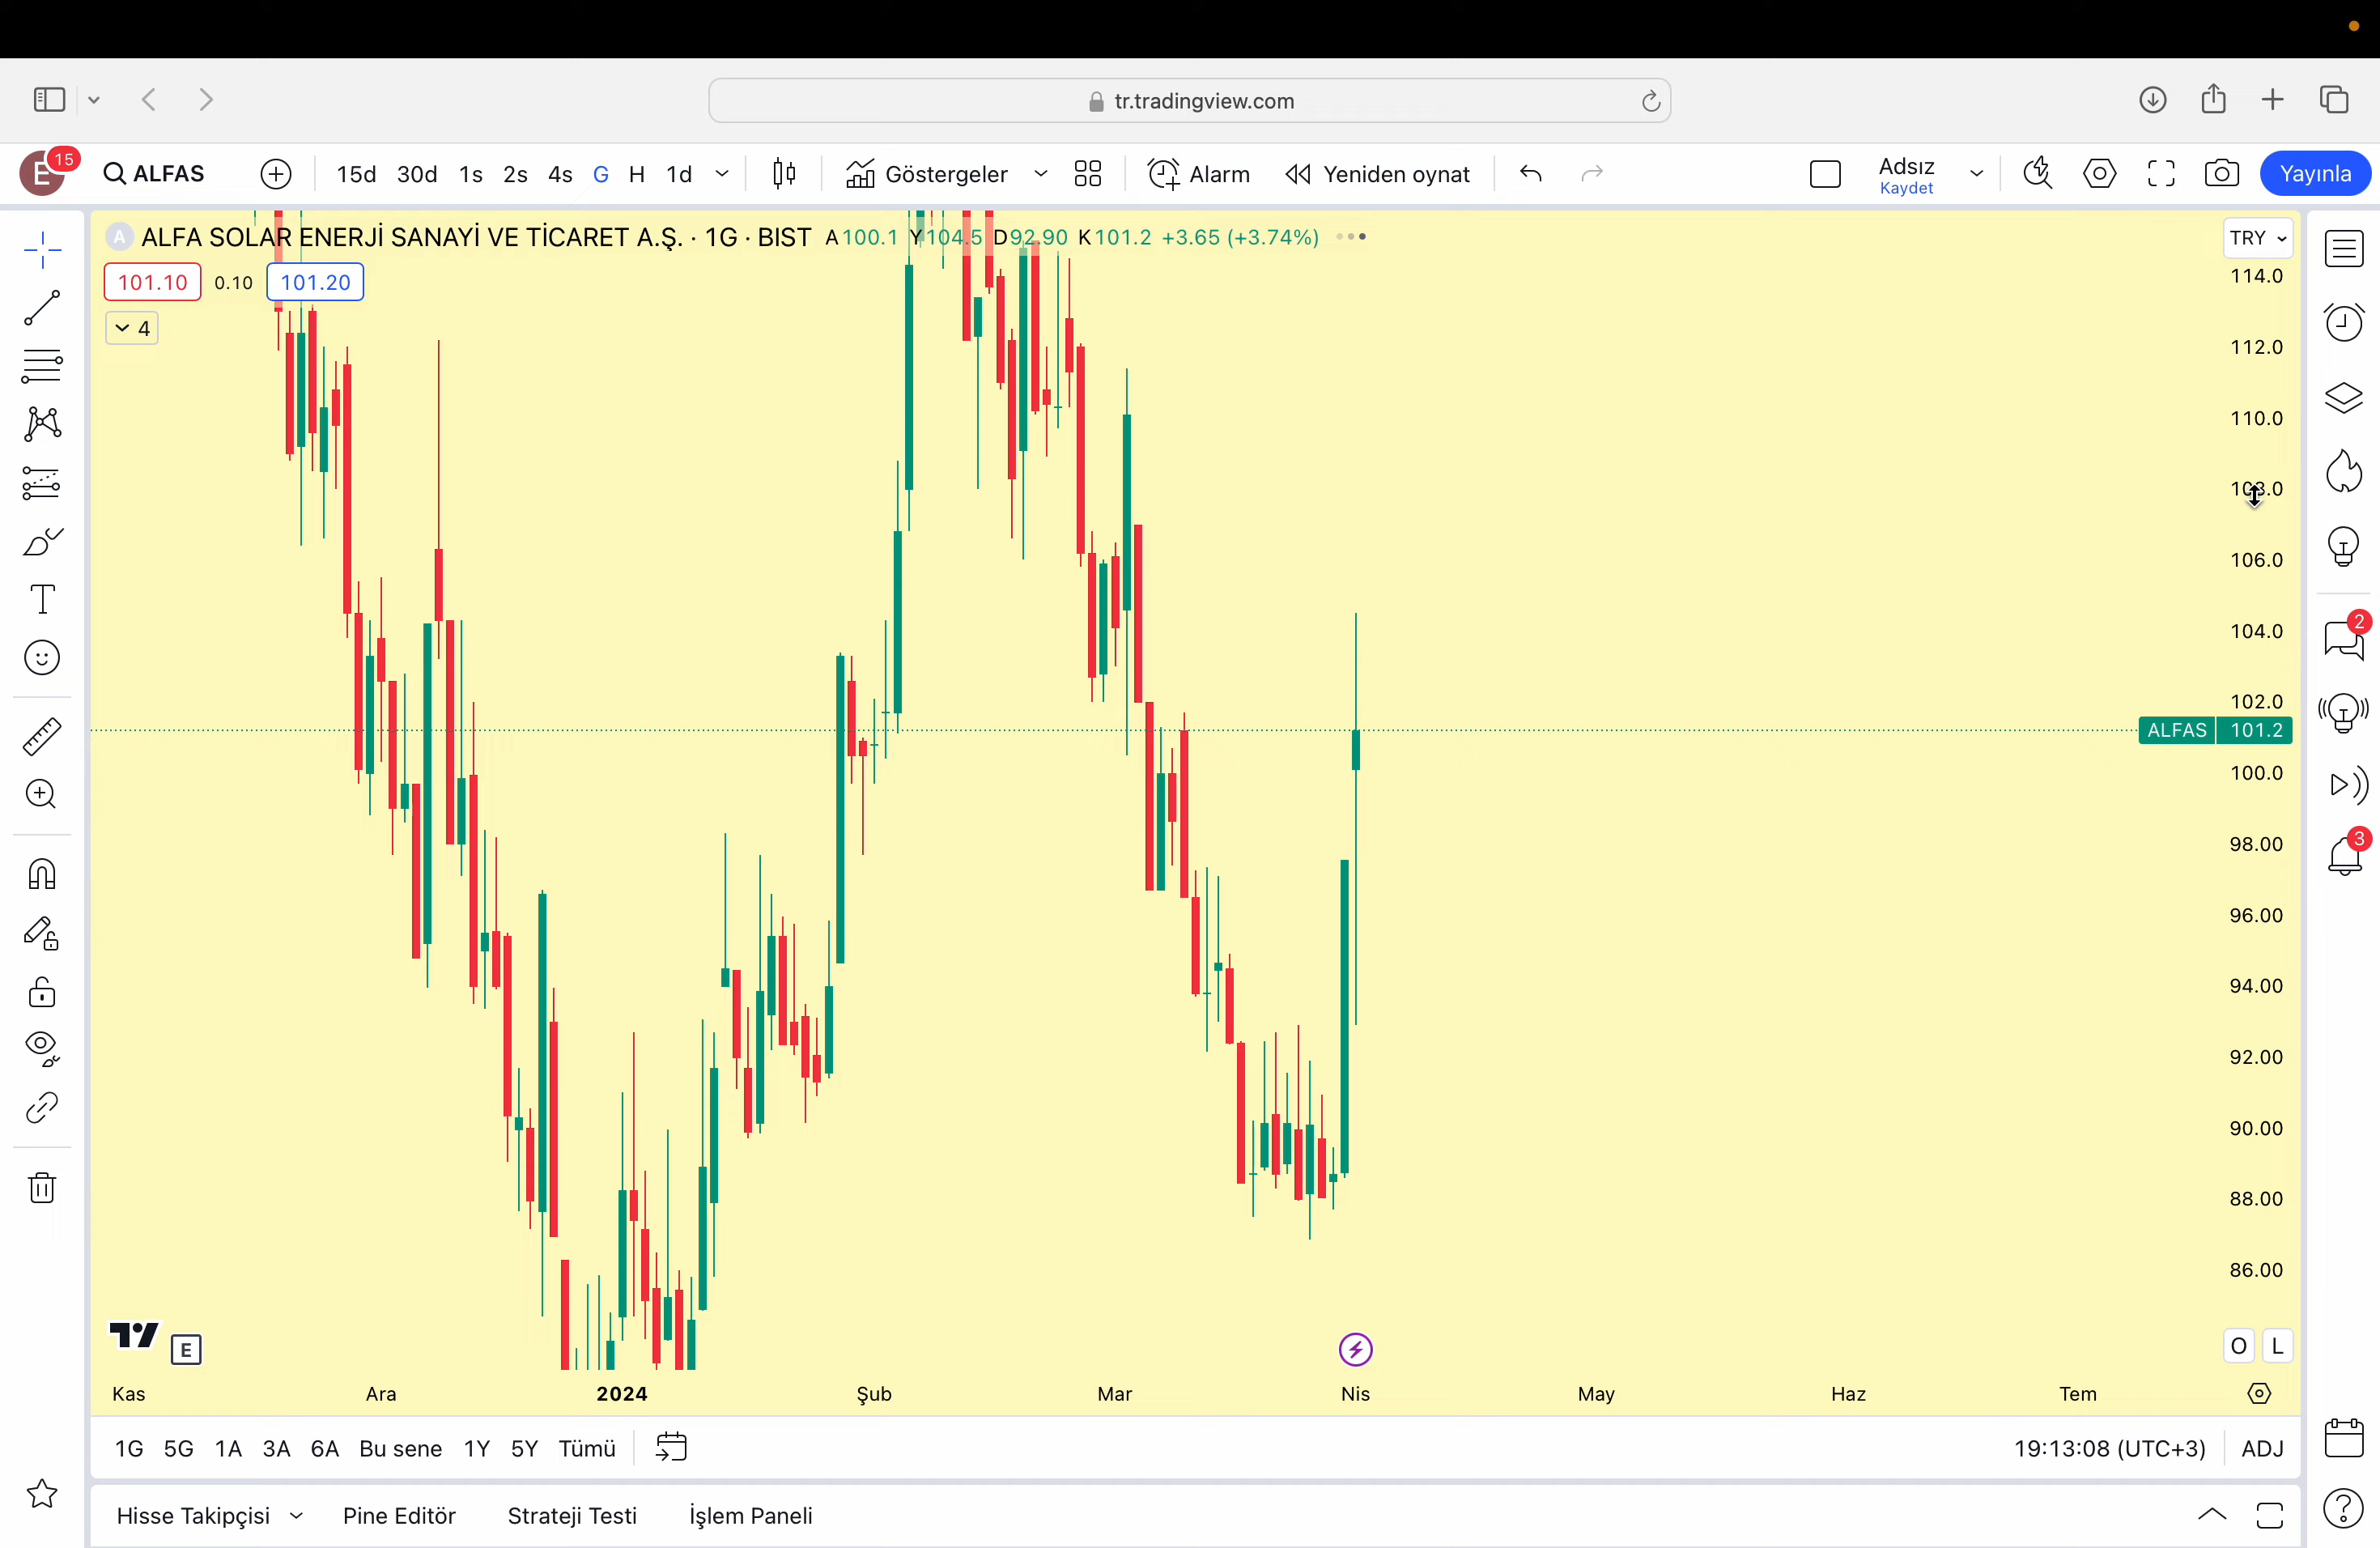 tr.tradingview.com
E 15 ALFAS 15d 30d 1s 2s 4s G H 1d Göstergeler Alarm Yeniden oynat Adsız Kaydet Yayınla
A ALFA SOLAR ENERJİ SANAYİ VE TİCARET A.Ş. · 1G · BIST A100.1 Y104.5 D92.90 K101.2 +3.65 (+3.74%) TRY
101.10 0.10 101.20
4
114.0
112.0
110.0
108.0
106.0
104.0
2
102.0
ALFAS 101.2
100.0
98.00
3
96.00
94.00
92.00
90.00
88.00
86.00
E
O L
Kas Ara 2024 Şub Mar Nis May Haz Tem
1G 5G 1A 3A 6A Bu sene 1Y 5Y Tümü 19:13:08 (UTC+3) ADJ
Hisse Takipçisi Pine Editör Strateji Testi İşlem Paneli